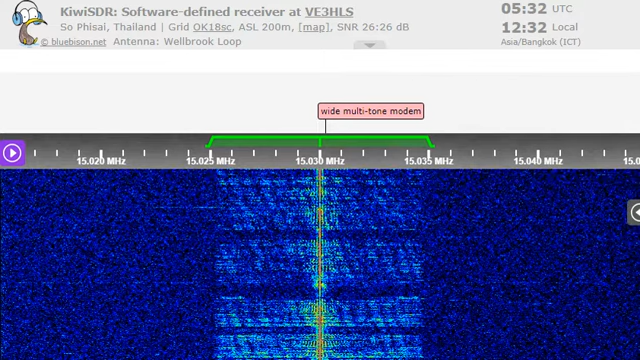 KiwiSDR: Software-defined receiver at VE3HLS
So Phisai, Thailand | Grid OK18sc, ASL 200m, [map], SNR 26:26 dB
© bluebison.net Antenna: Wellbrook Loop
05:32 UTC
12:32 Local
Asia/Bangkok (ICT)
wide multi-tone modem
15.020 MHz 15.025 MHz 15.030 MHz 15.035 MHz 15.040 MHz 15.0